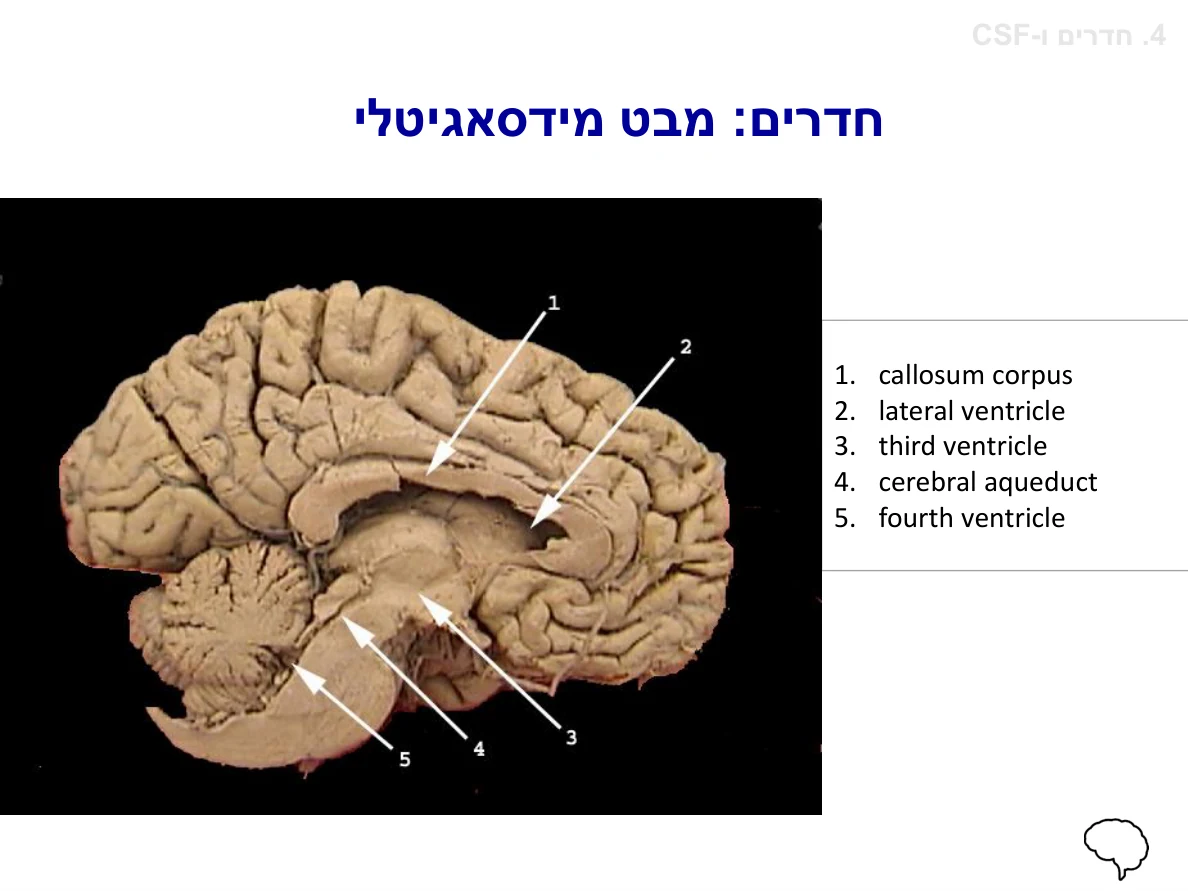 4. חדרים ו-CSF
חדרים: מבט מידסאגיטלי
1
2
1. callosum corpus
2. lateral ventricle
3. third ventricle
4. cerebral aqueduct
5. fourth ventricle
3
4
5